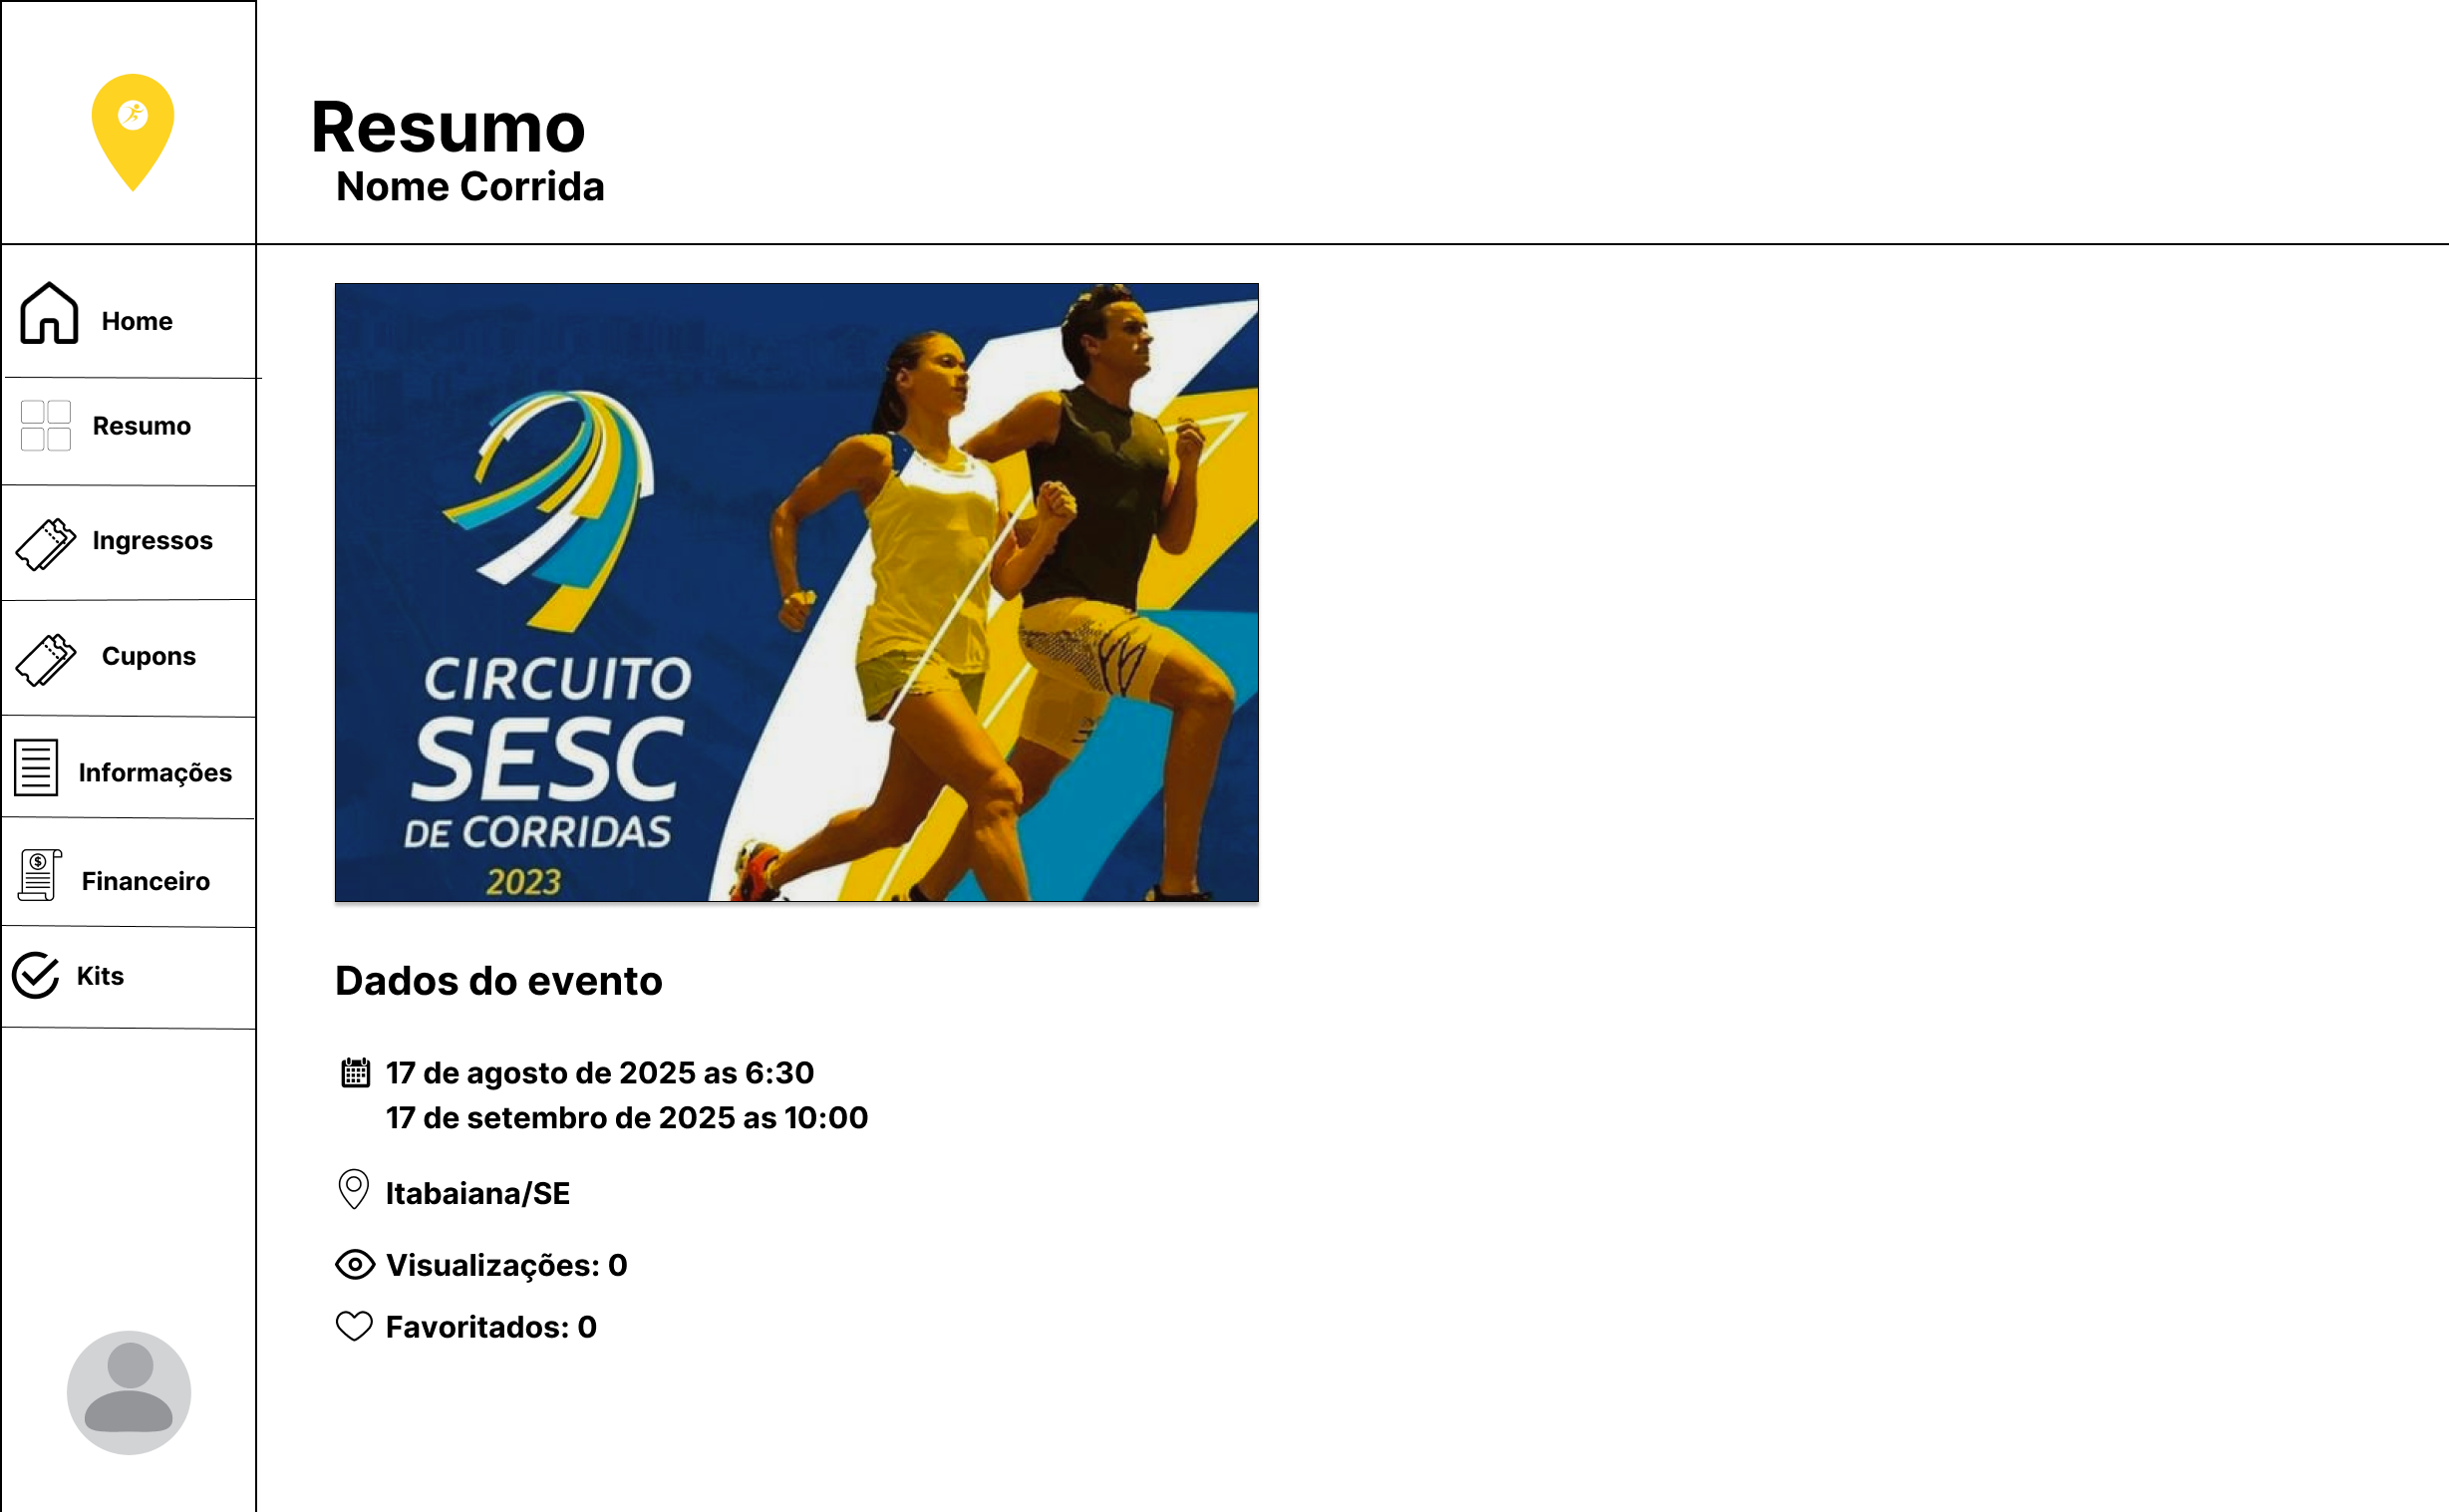 Resumo
Nome Corrida
Home
Resumo
Ingressos
Cupons
Informações
Financeiro
Kits
CIRCUITO
SESC
DE CORRIDAS
2023
Dados do evento
17 de agosto de 2025 as 6:30
17 de setembro de 2025 as 10:00
Itabaiana/SE
Visualizações: 0
Favoritados: 0